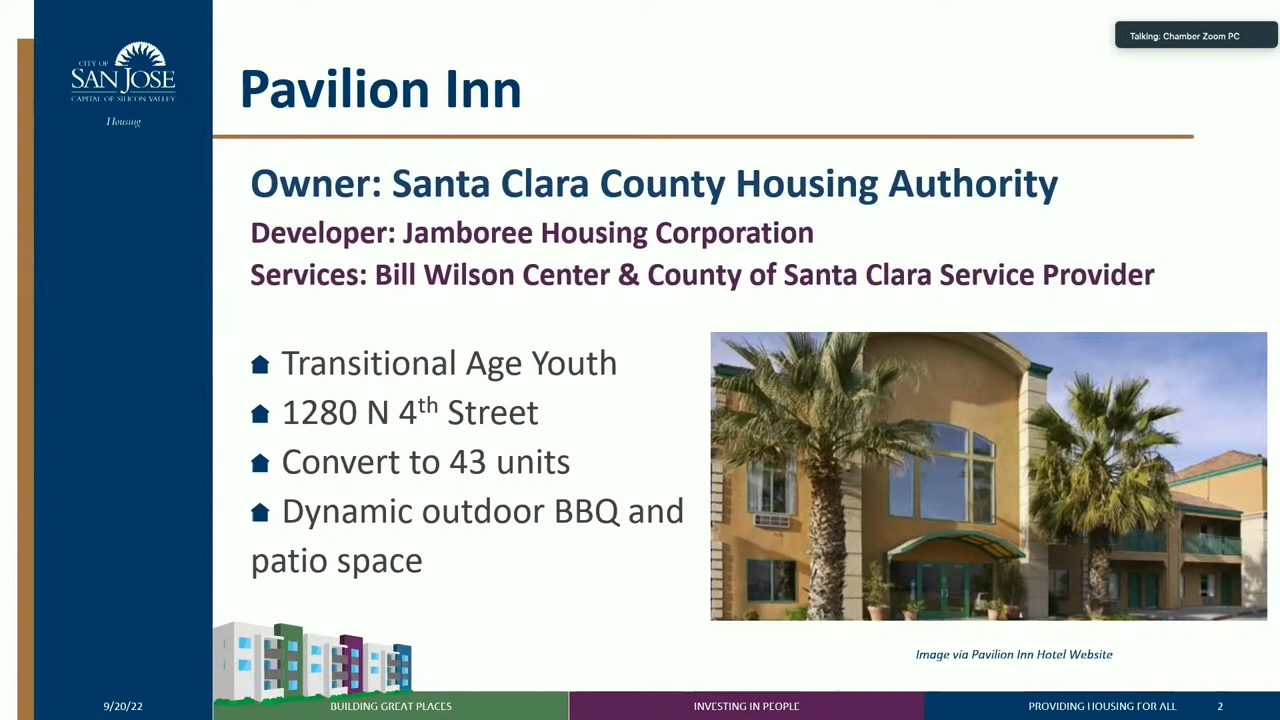 Talking: Chamber Zoom PC
CITY OF
SAN JOSE
CAPITAL OF SILICON VALLEY
Housing
Pavilion Inn
Owner: Santa Clara County Housing Authority
Developer: Jamboree Housing Corporation
Services: Bill Wilson Center & County of Santa Clara Service Provider
Transitional Age Youth
1280 N 4th Street
Convert to 43 units
Dynamic outdoor BBQ and
patio space
Image via Pavilion Inn Hotel Website
9/20/22
BUILDING GREAT PLACES
INVESTING IN PEOPLE
PROVIDING HOUSING FOR ALL
2